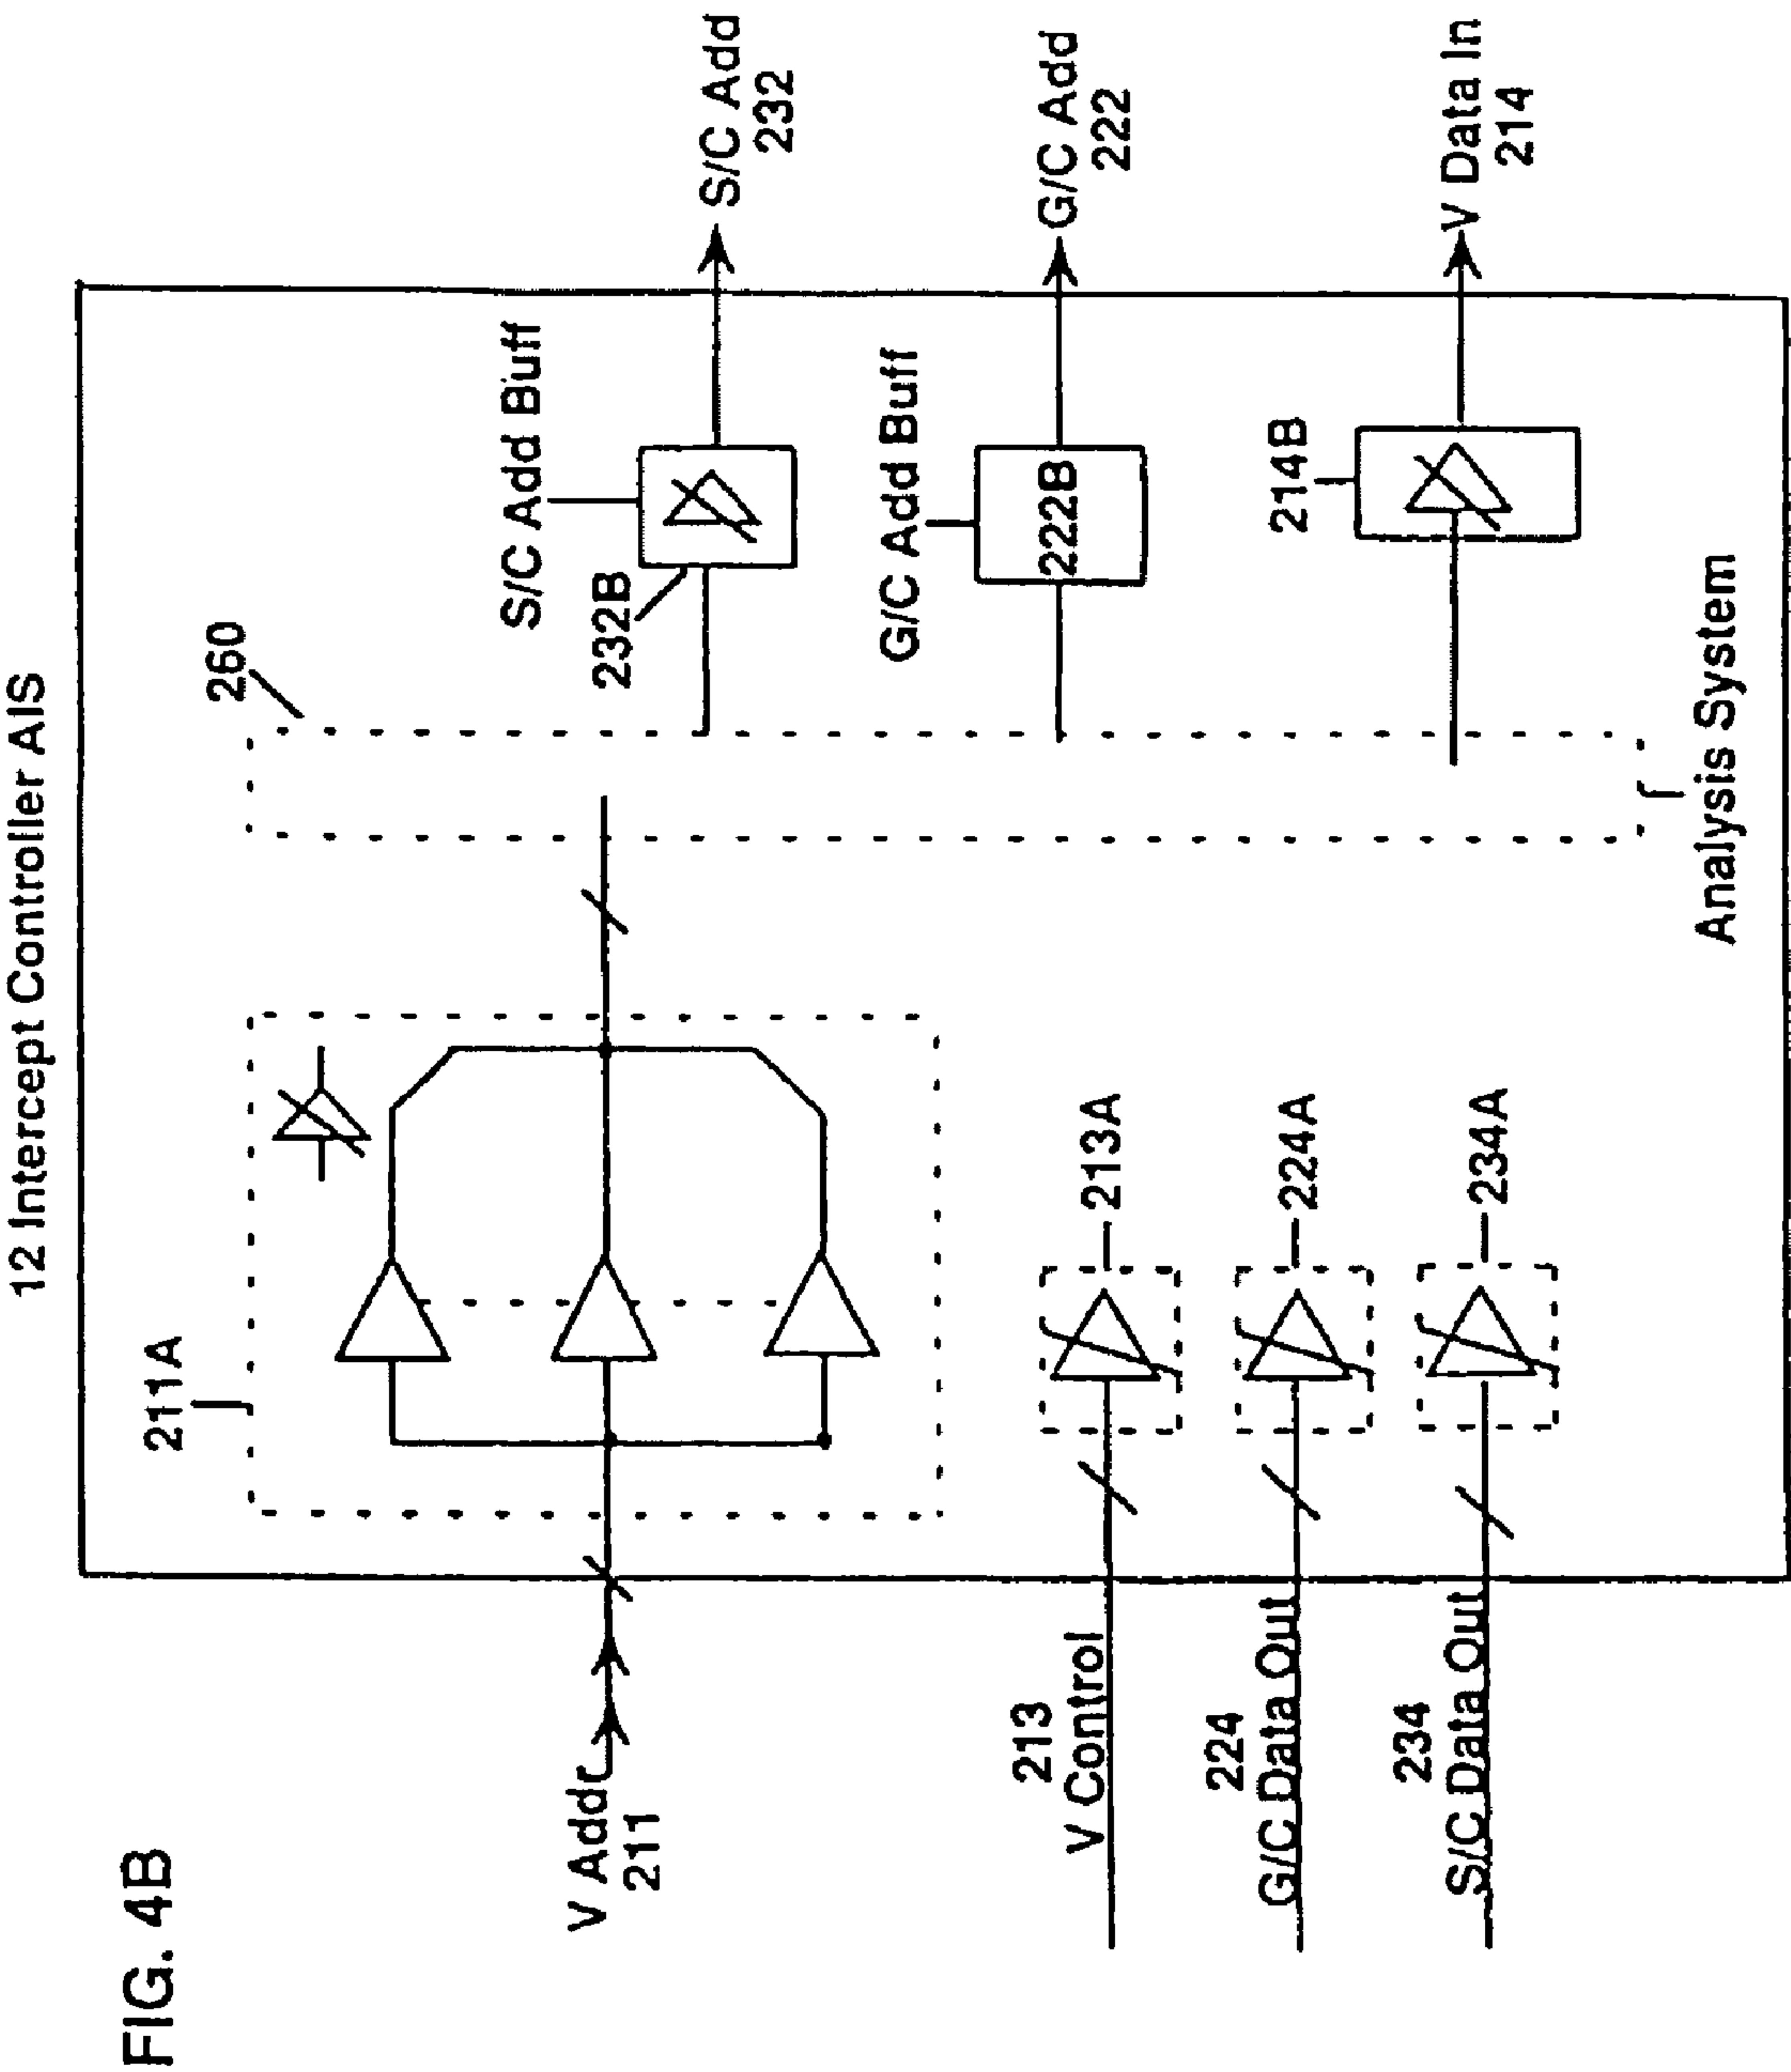 FIG. 4B
12 Intercept Controller AIS
211A
260
V Addr
211
S/C Add Buff
232B
S/C Add
232
G/C Add Buff
222B
G/C Add
222
213
V Control
213A
224
G/C Data Out
224A
234
S/C Data Out
234A
214B
V Data In
214
Analysis System